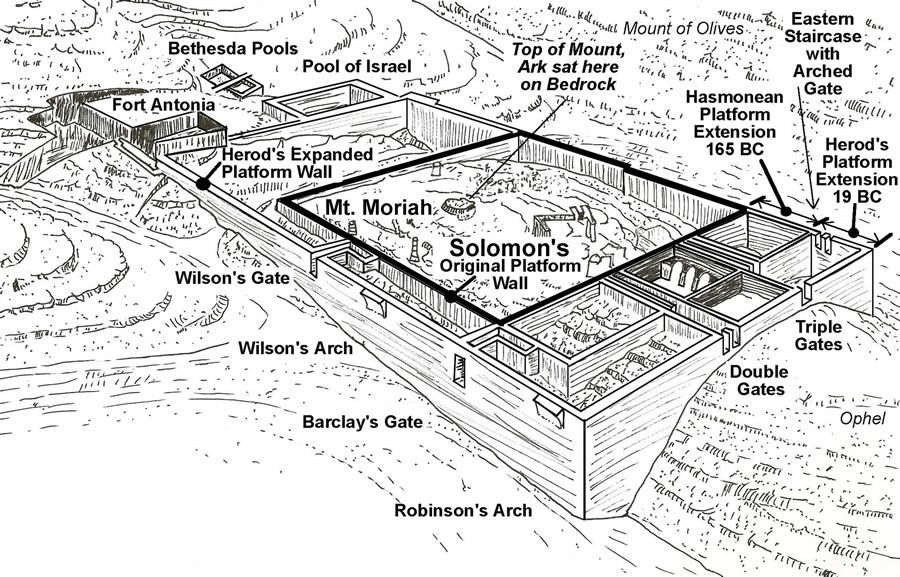 Mount of Olives
Eastern
Staircase
with
Arched
Gate
Bethesda Pools
Pool of Israel
Top of Mount,
Ark sat here
on Bedrock
Hasmonean
Platform
Extension
165 BC
Herod's
Platform
Extension
19 BC
Fort Antonia
Herod's Expanded
Platform Wall
Mt. Moriah
Solomon's
Original Platform
Wall
Wilson's Gate
Wilson's Arch
Barclay's Gate
Robinson's Arch
Triple
Gates
Double
Gates
Ophel